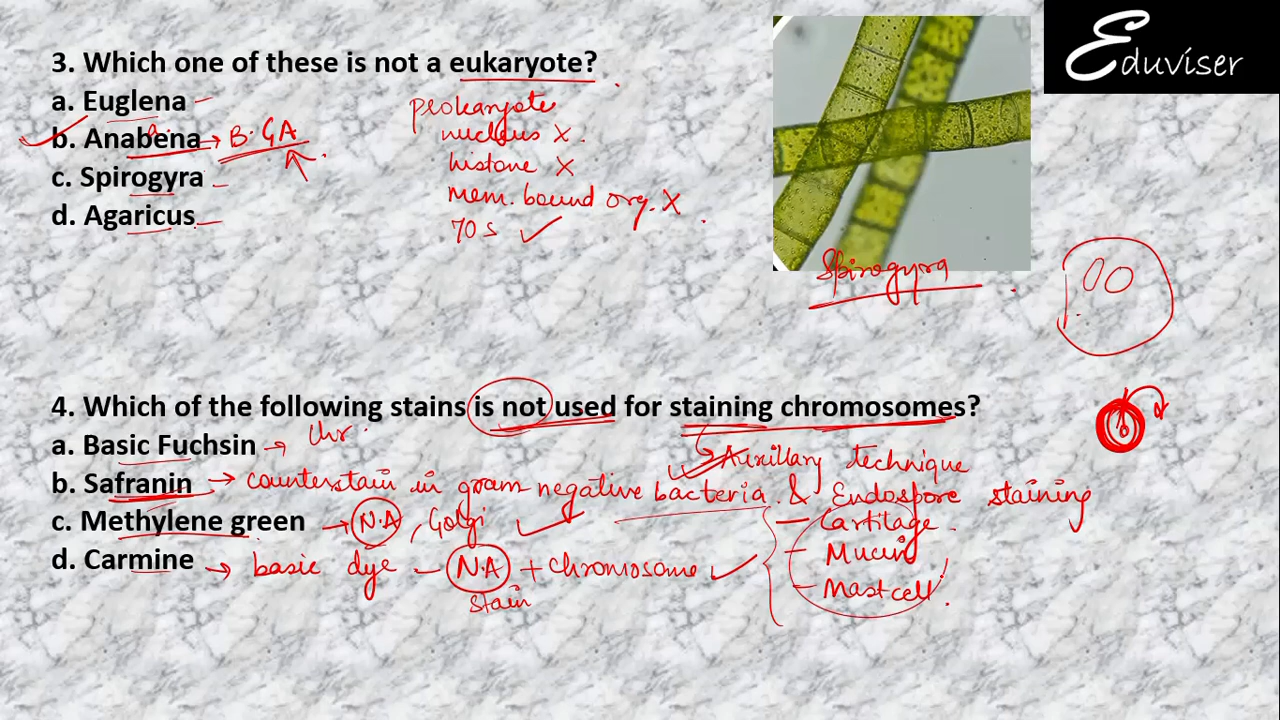 Eduviser
3. Which one of these is not a eukaryote?
a. Euglena
b. Anabena a → B.GA
c. Spirogyra
d. Agaricus
Prokaryote
nucleus X
histone X
mem. bound org. X
70s ✓
Spirogyra
4. Which of the following stains is not used for staining chromosomes?
a. Basic Fuchsin → Chr.
Auxillary technique
b. Safranin → counterstain in gram-negative bacteria & Endospore staining
c. Methylene green → N.A, Golgi ✓
d. Carmine → basic dye - N.A + chromosome ✓
stain
- Cartilage
- Mucin
- Mast cell